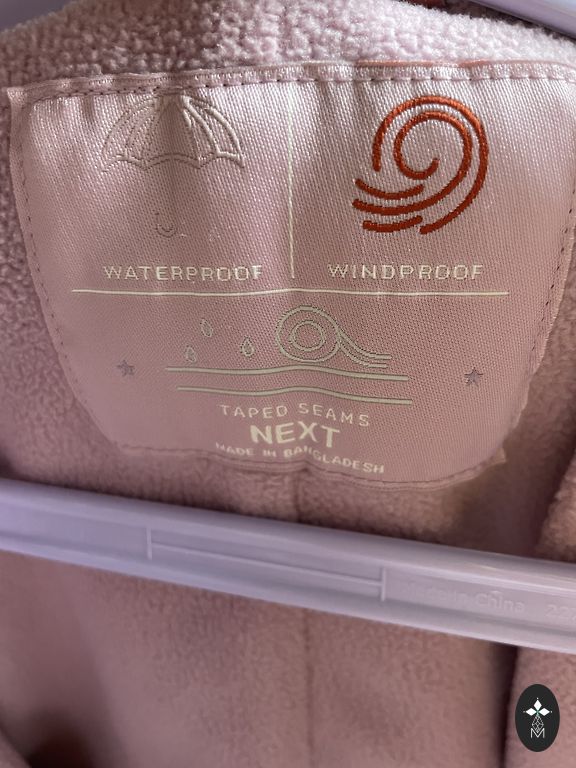 WATERPROOF
WINDPROOF
TAPED SEAMS
NEXT
MADE IN BANGLADESH
Made in China